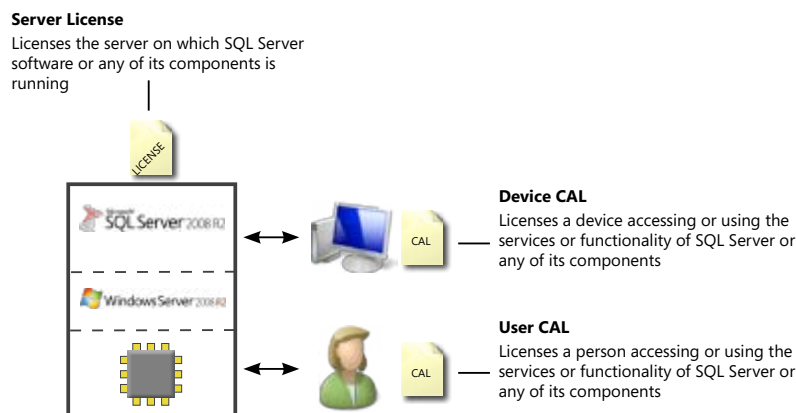 Server License
Licenses the server on which SQL Server
software or any of its components is
running
LICENSE
Microsoft
SQL Server 2008 R2
Device CAL
Licenses a device accessing or using the
services or functionality of SQL Server or
any of its components
CAL
Windows Server 2008 R2
User CAL
Licenses a person accessing or using the
services or functionality of SQL Server or
any of its components
CAL